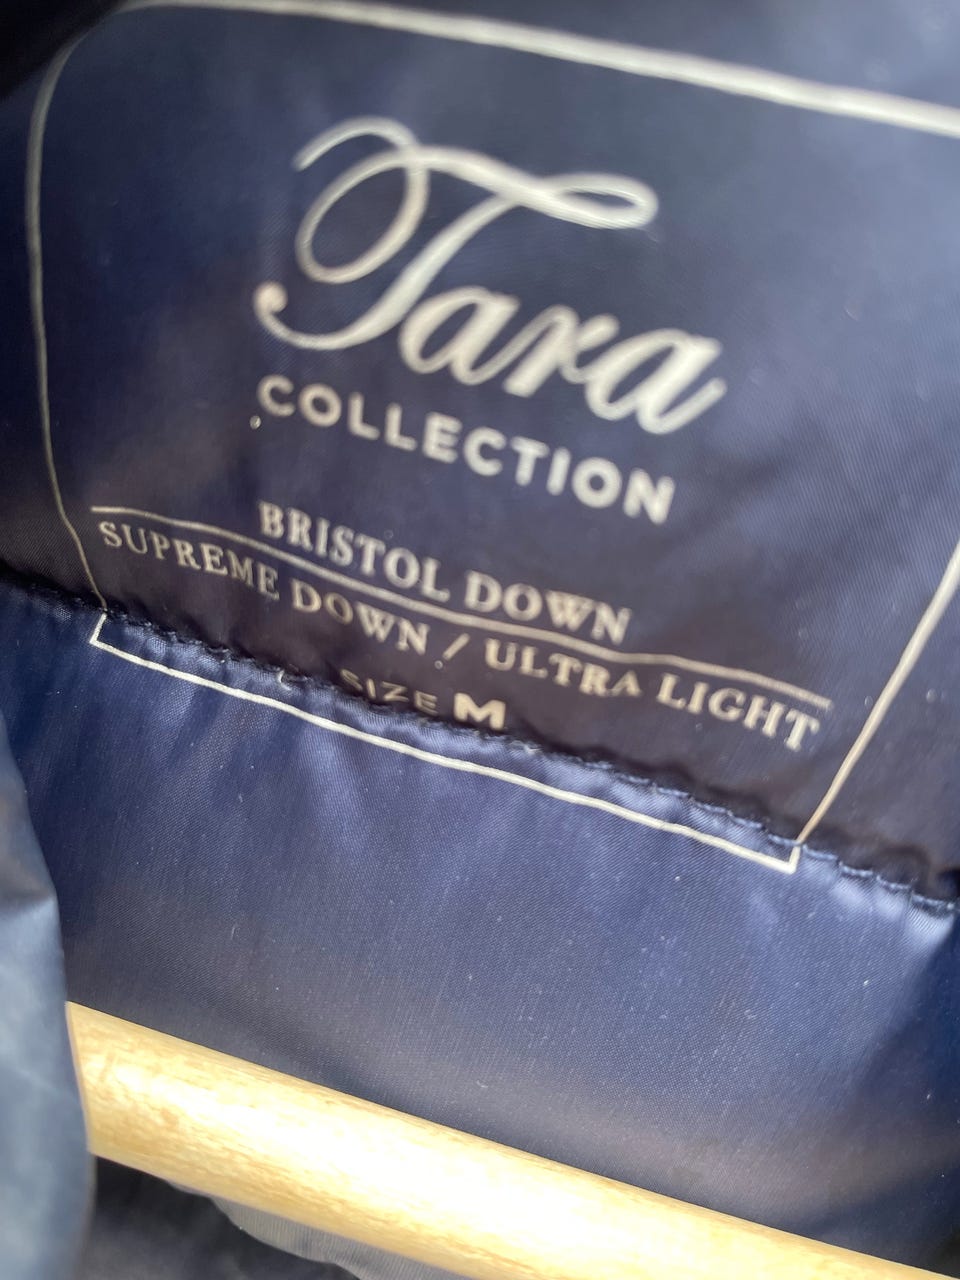 Tara
COLLECTION
BRISTOL DOWN
SUPREME DOWN / ULTRA LIGHT
SIZE M